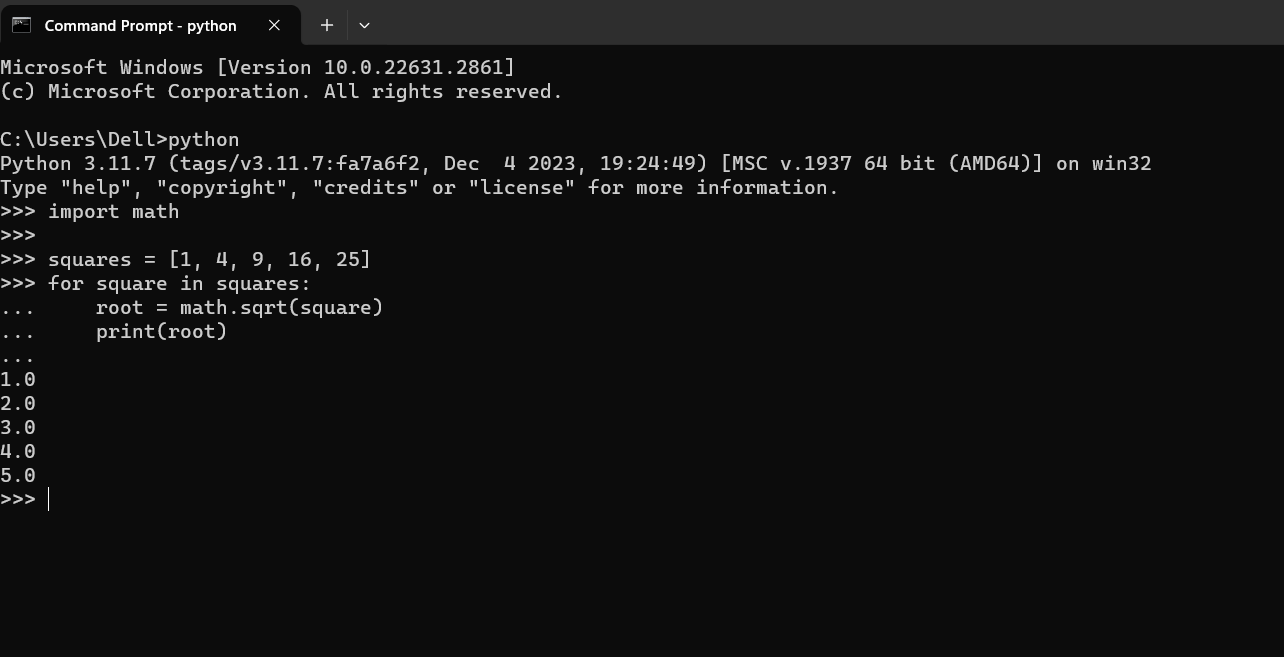 Command Prompt - python
Microsoft Windows [Version 10.0.22631.2861]
(c) Microsoft Corporation. All rights reserved.
C:\Users\Dell>python
Python 3.11.7 (tags/v3.11.7:fa7a6f2, Dec  4 2023, 19:24:49) [MSC v.1937 64 bit (AMD64)] on win32
Type "help", "copyright", "credits" or "license" for more information.
>>> import math
>>>
>>> squares = [1, 4, 9, 16, 25]
>>> for square in squares:
...     root = math.sqrt(square)
...     print(root)
...
1.0
2.0
3.0
4.0
5.0
>>>